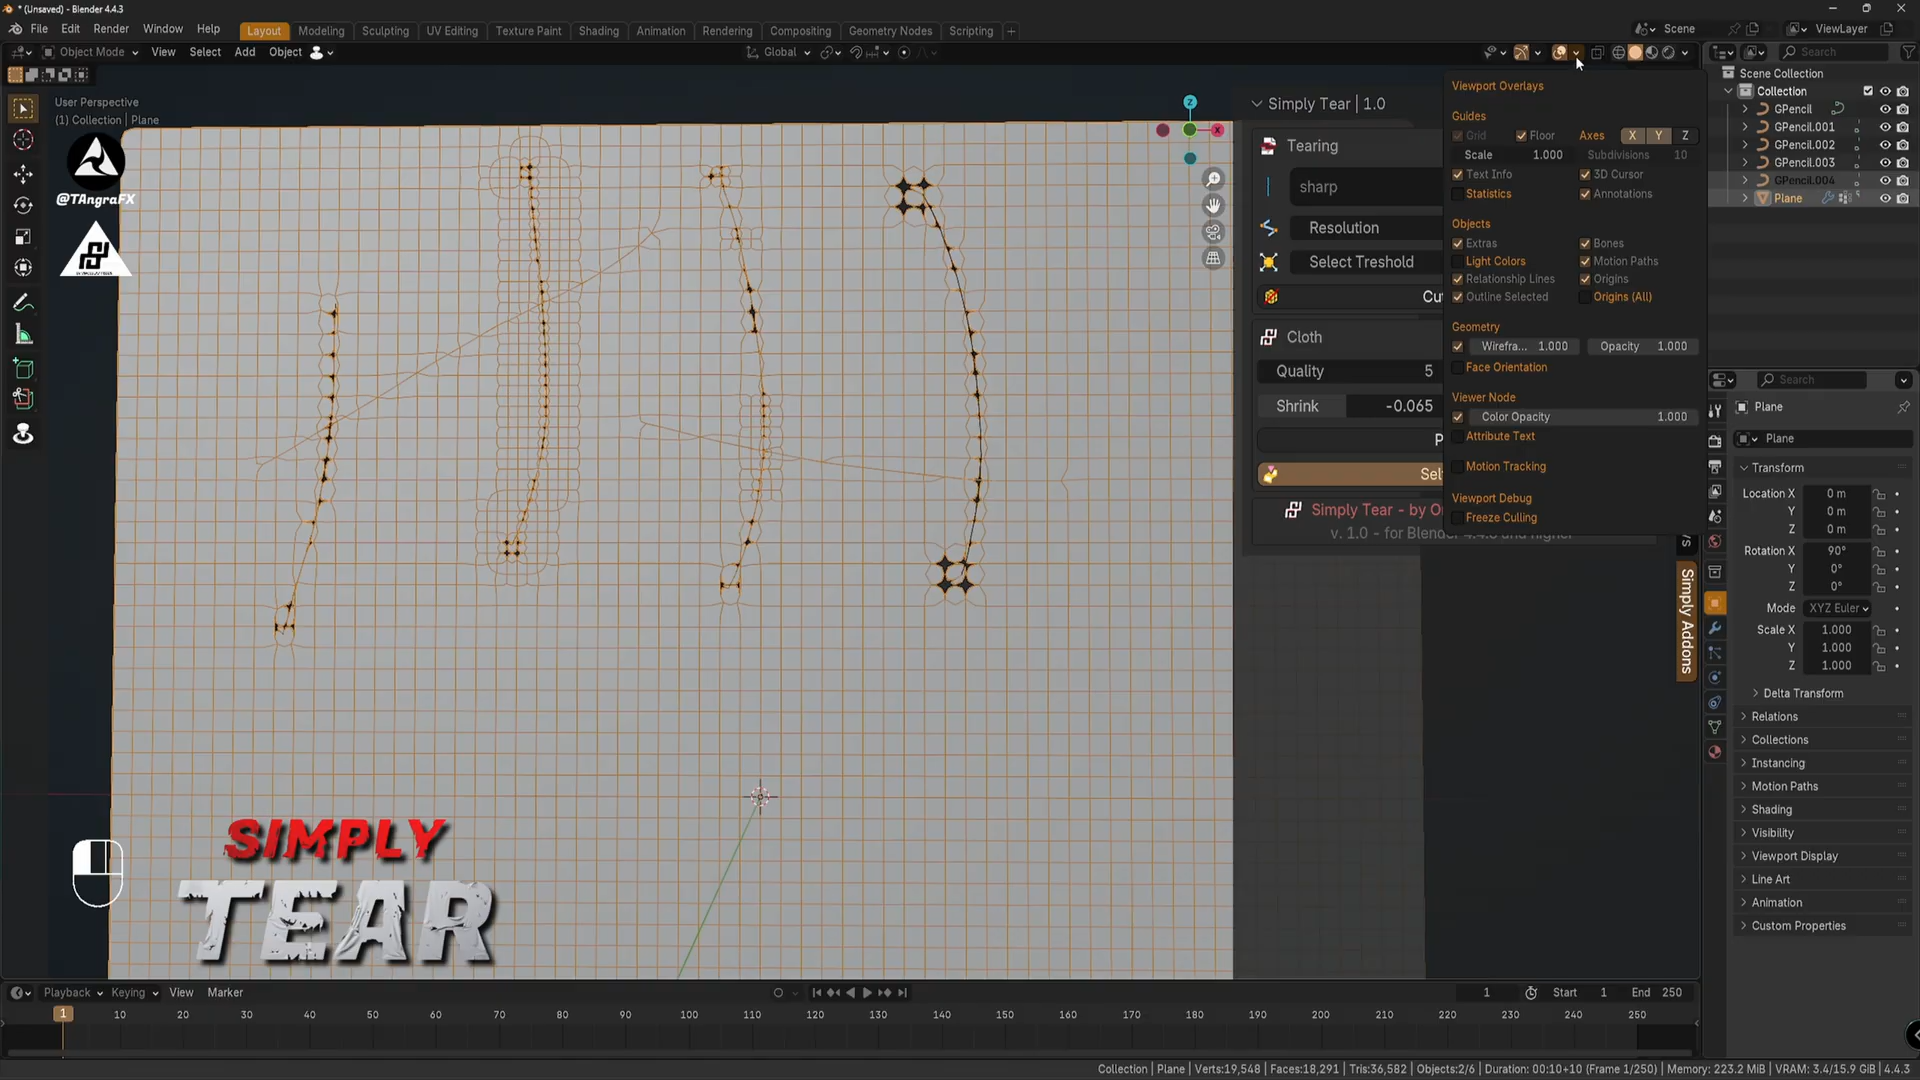 * (Unsaved) - Blender 4.4.3
File Edit Render Window Help
Layout Modeling Sculpting UV Editing Texture Paint Shading Animation Rendering Compositing Geometry Nodes Scripting +
Scene
ViewLayer
Object Mode View Select Add Object
Global
Search
User Perspective
(1) Collection | Plane
@TAngraFX
Z
X
Simply Tear | 1.0
Tearing
sharp
Resolution
Select Treshold
Cu
Cloth
Quality 5
Shrink -0.065
P
Sel
Simply Tear - by O
v. 1.0 - for Blender 4.4.0 and higher
Simply Addons
Viewport Overlays
Guides
Grid Floor Axes X Y Z
Scale 1.000 Subdivisions 10
Text Info 3D Cursor
Statistics Annotations
Objects
Extras Bones
Light Colors Motion Paths
Relationship Lines Origins
Outline Selected Origins (All)
Geometry
Wirefra... 1.000 Opacity 1.000
Face Orientation
Viewer Node
Color Opacity 1.000
Attribute Text
Motion Tracking
Viewport Debug
Freeze Culling
Scene Collection
Collection
GPencil
GPencil.001
GPencil.002
GPencil.003
GPencil.004
Plane
Search
Plane
Plane
Transform
Location X 0 m
Y 0 m
Z 0 m
Rotation X 90°
Y 0°
Z 0°
Mode XYZ Euler
Scale X 1.000
Y 1.000
Z 1.000
Delta Transform
Relations
Collections
Instancing
Motion Paths
Shading
Visibility
Viewport Display
Line Art
Animation
Custom Properties
SIMPLY
TEAR
Playback Keying View Marker
1 Start 1 End 250
1 10 20 30 40 50 60 70 80 90 100 110 120 130 140 150 160 170 180 190 200 210 220 230 240 250
Collection | Plane | Verts:19,548 | Faces:18,291 | Tris:36,582 | Objects:2/6 | Duration: 00:10+10 (Frame 1/250) | Memory: 223.2 MiB | VRAM: 3.4/15.9 GiB | 4.4.3